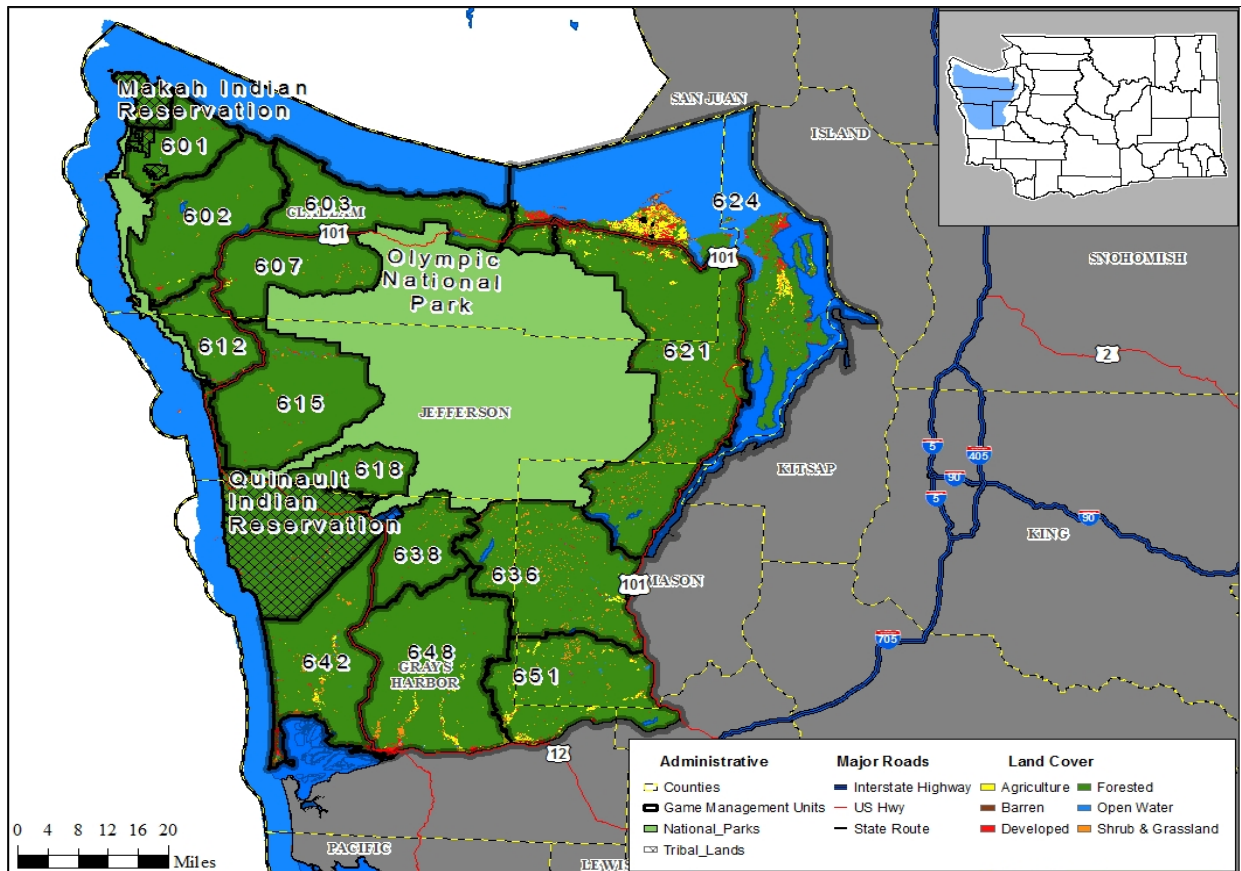 SAN JUAN
ISLAND
Makah Indian
Reservation
601
602
603
CLALLAM
101
607
Olympic
National
Park
624
101
SNOHOMISH
612
621
2
615
JEFFERSON
618
KITSAP
5
405
90
5
90
KING
Quinault
Indian
Reservation
638
636
101
MASON
705
642
648
GRAYS
HARBOR
651
12
PACIFIC
LEWIS
0 4 8 12 16 20
Miles
Administrative
Counties
Game Management Units
National_Parks
Tribal_Lands
Major Roads
Interstate Highway
US Hwy
State Route
Land Cover
Agriculture
Barren
Developed
Forested
Open Water
Shrub & Grassland